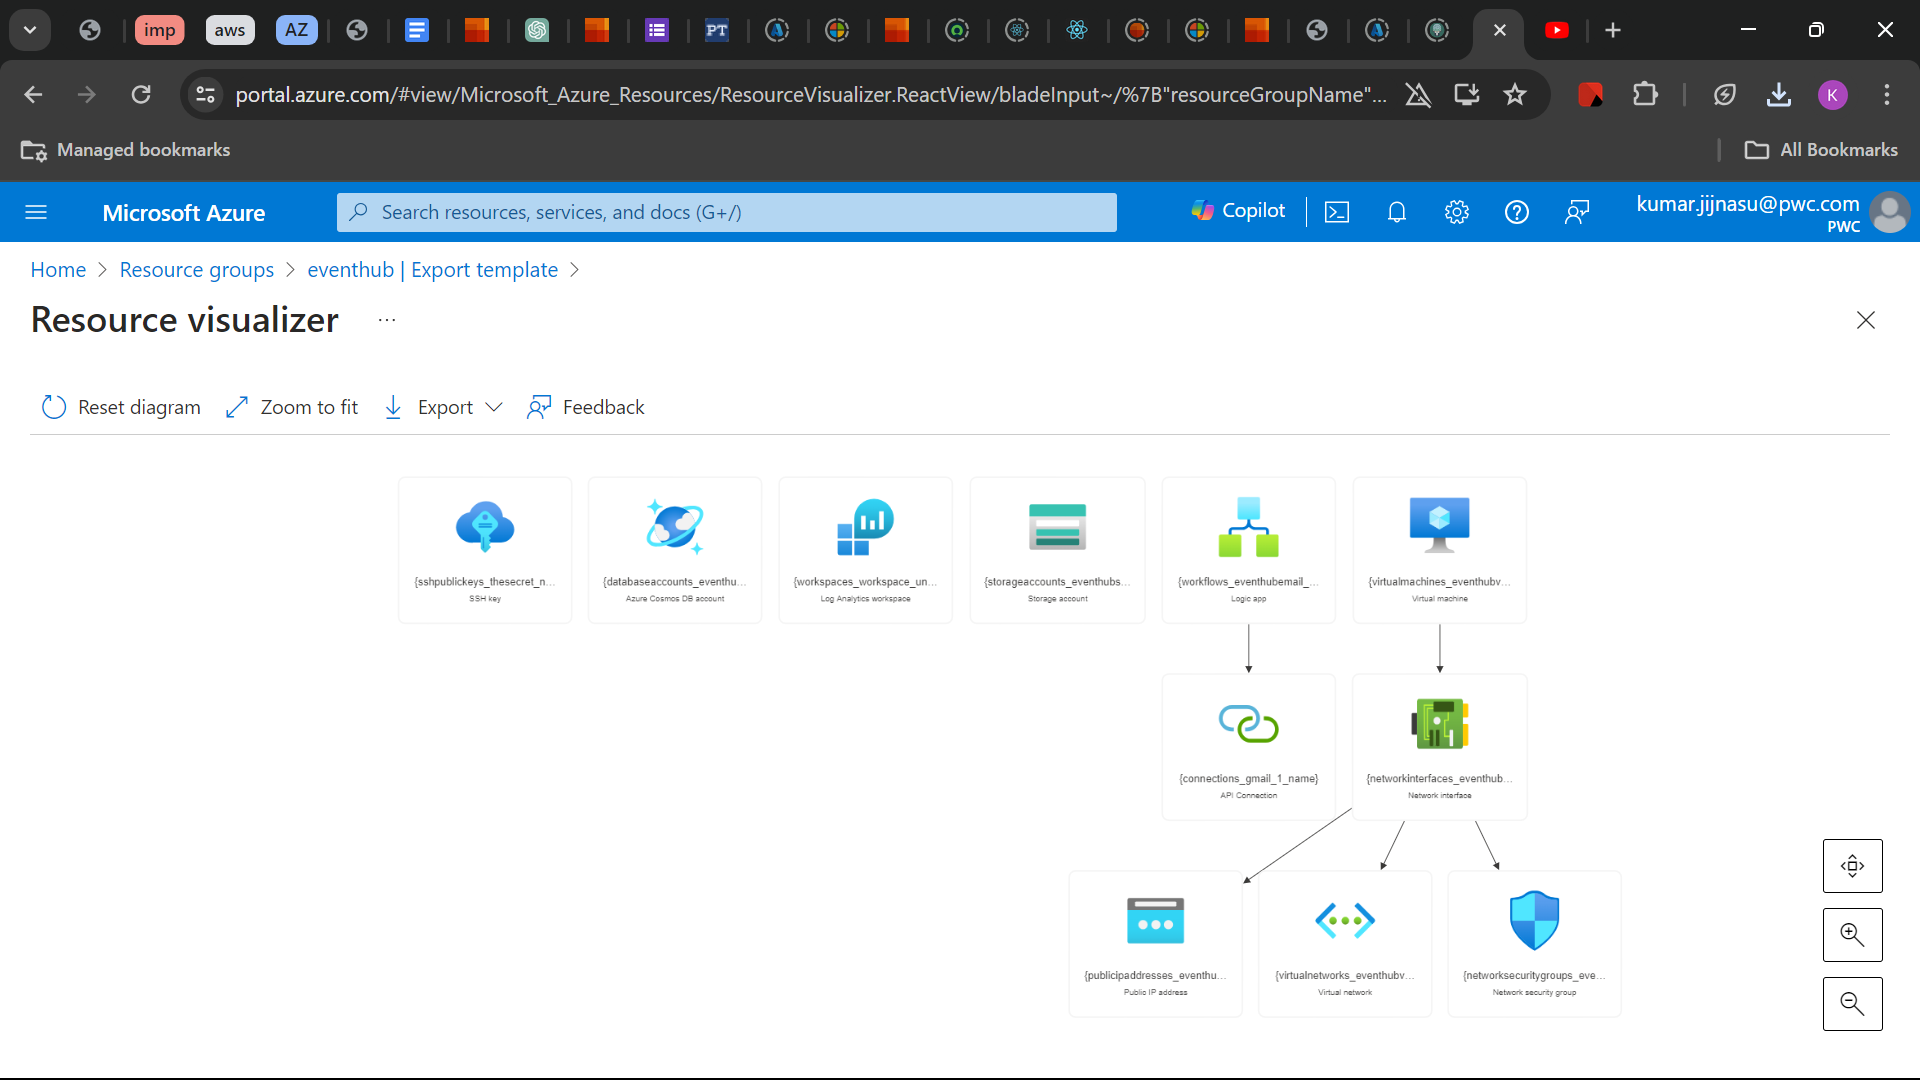 imp
aws
AZ
PT
portal.azure.com/#view/Microsoft_Azure_Resources/ResourceVisualizer.ReactView/bladeInput~/%7B"resourceGroupName"...
K
Managed bookmarks
All Bookmarks
Microsoft Azure
Search resources, services, and docs (G+/)
Copilot
kumar.jijnasu@pwc.com
PWC
Home > Resource groups > eventhub | Export template >
Resource visualizer ...
Reset diagram
Zoom to fit
Export
Feedback
{sshpublickeys_thesecret_n...
SSH key
{databaseaccounts_eventhu...
Azure Cosmos DB account
{workspaces_workspace_un...
Log Analytics workspace
{storageaccounts_eventhubs...
Storage account
{workflows_eventhubemail_...
Logic app
{virtualmachines_eventhubv...
Virtual machine
{connections_gmail_1_name}
API Connection
{networkinterfaces_eventhub...
Network interface
{publicipaddresses_eventhu...
Public IP address
{virtualnetworks_eventhubv...
Virtual network
{networksecuritygroups_eve...
Network security group